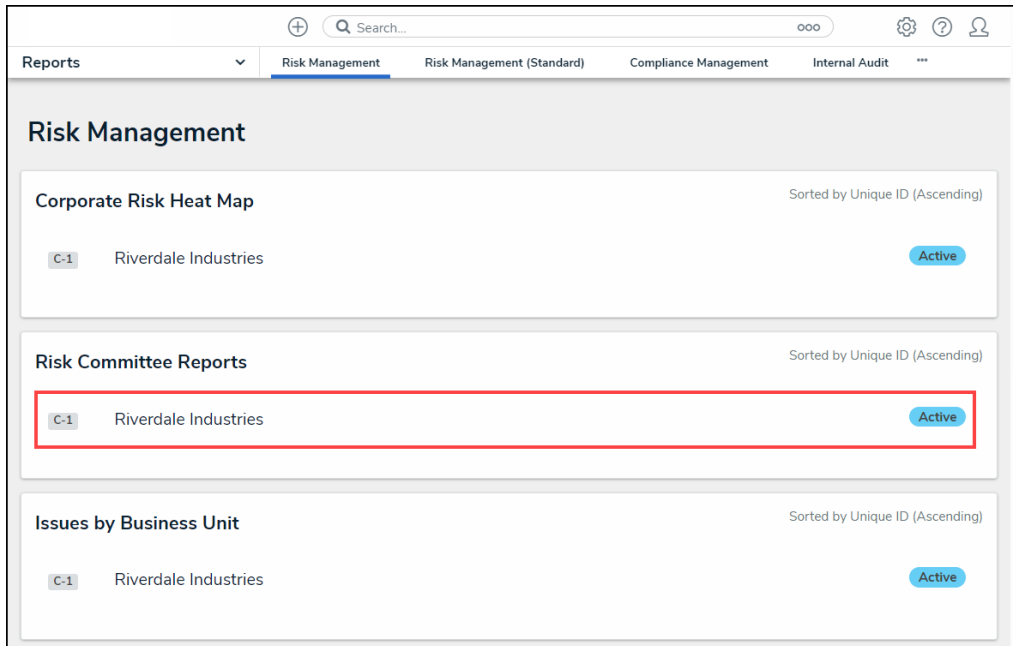 Search... ooo
Reports Risk Management Risk Management (Standard) Compliance Management Internal Audit ...
Risk Management
Corporate Risk Heat Map Sorted by Unique ID (Ascending)
C-1 Riverdale Industries Active
Risk Committee Reports Sorted by Unique ID (Ascending)
C-1 Riverdale Industries Active
Issues by Business Unit Sorted by Unique ID (Ascending)
C-1 Riverdale Industries Active